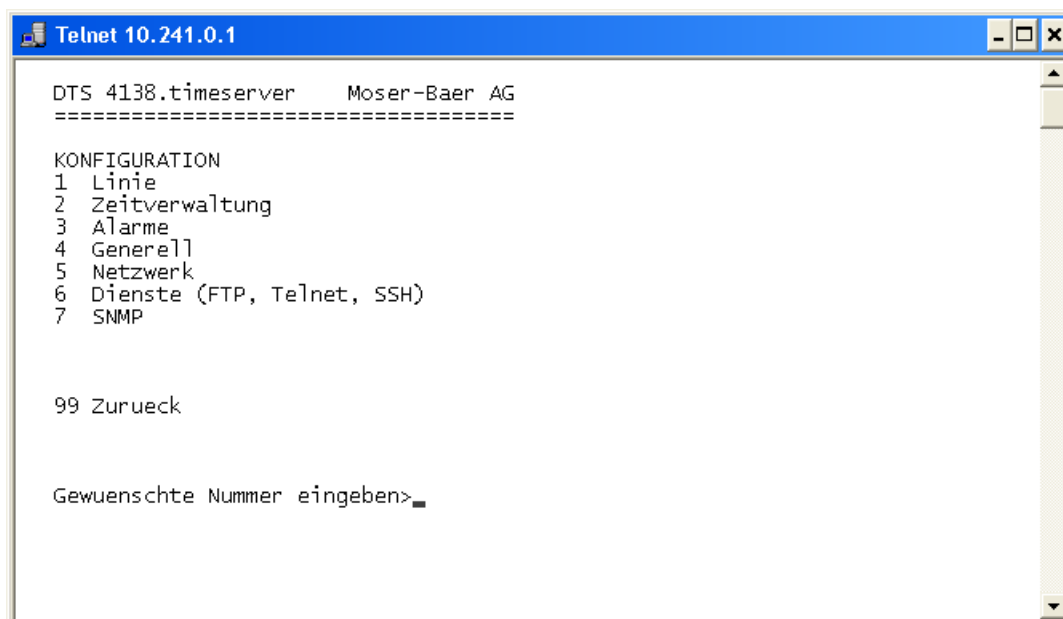 Telnet 10.241.0.1
DTS 4138.timeserver    Moser-Baer AG
====================================
KONFIGURATION
1  Linie
2  Zeitverwaltung
3  Alarme
4  Generell
5  Netzwerk
6  Dienste (FTP, Telnet, SSH)
7  SNMP
99 Zurueck
Gewuenschte Nummer eingeben>_